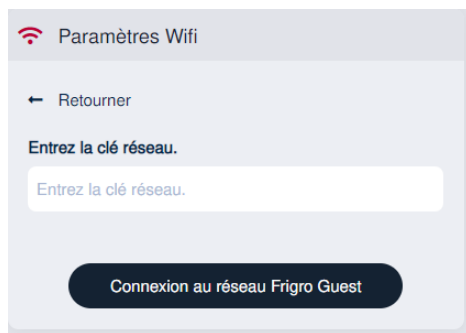 Paramètres Wifi
Retourner
Entrez la clé réseau.
Entrez la clé réseau.
Connexion au réseau Frigro Guest